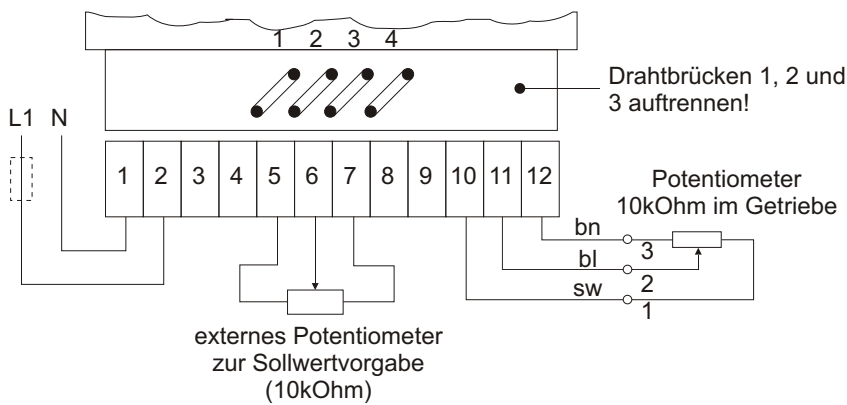 1 2 3 4
Drahtbrücken 1, 2 und
3 auftrennen!
L1 N
1 2 3 4 5 6 7 8 9 10 11 12
Potentiometer
10kOhm im Getriebe
bn
3
bl
2
sw
1
externes Potentiometer
zur Sollwertvorgabe
(10kOhm)